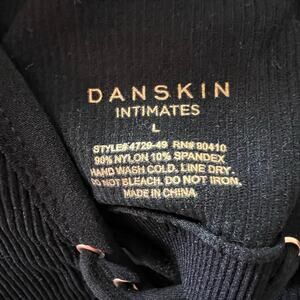 DANSKIN
INTIMATES
L
STYLE# 4729-49 RN# 90410
90% NYLON 10% SPANDEX
HAND WASH COLD. LINE DRY.
DO NOT BLEACH. DO NOT IRON.
MADE IN CHINA